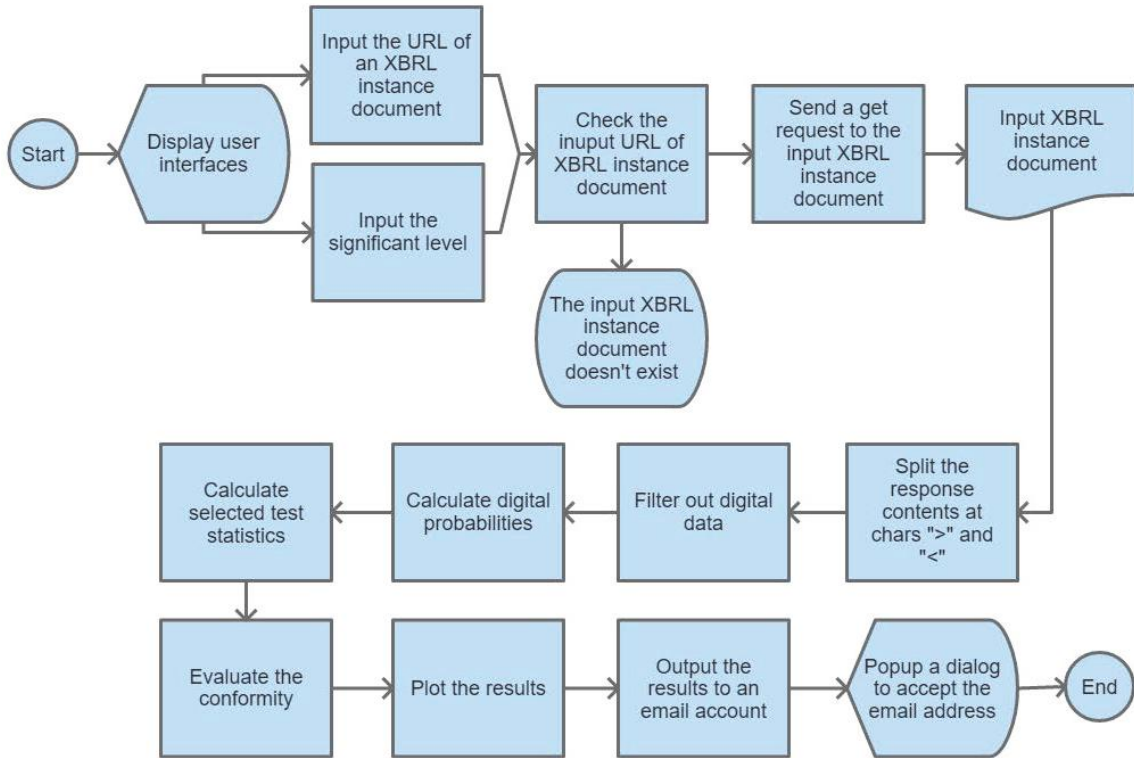 Start
Display user
interfaces
Input the URL of
an XBRL
instance
document
Input the
significant level
Check the
inuput URL of
XBRL instance
document
The input XBRL
instance
document
doesn't exist
Send a get
request to the
input XBRL
instance
document
Input XBRL
instance
document
Split the
response
contents at
chars ">" and
"<"
Filter out digital
data
Calculate digital
probabilities
Calculate
selected test
statistics
Evaluate the
conformity
Plot the results
Output the
results to an
email account
Popup a dialog
to accept the
email address
End